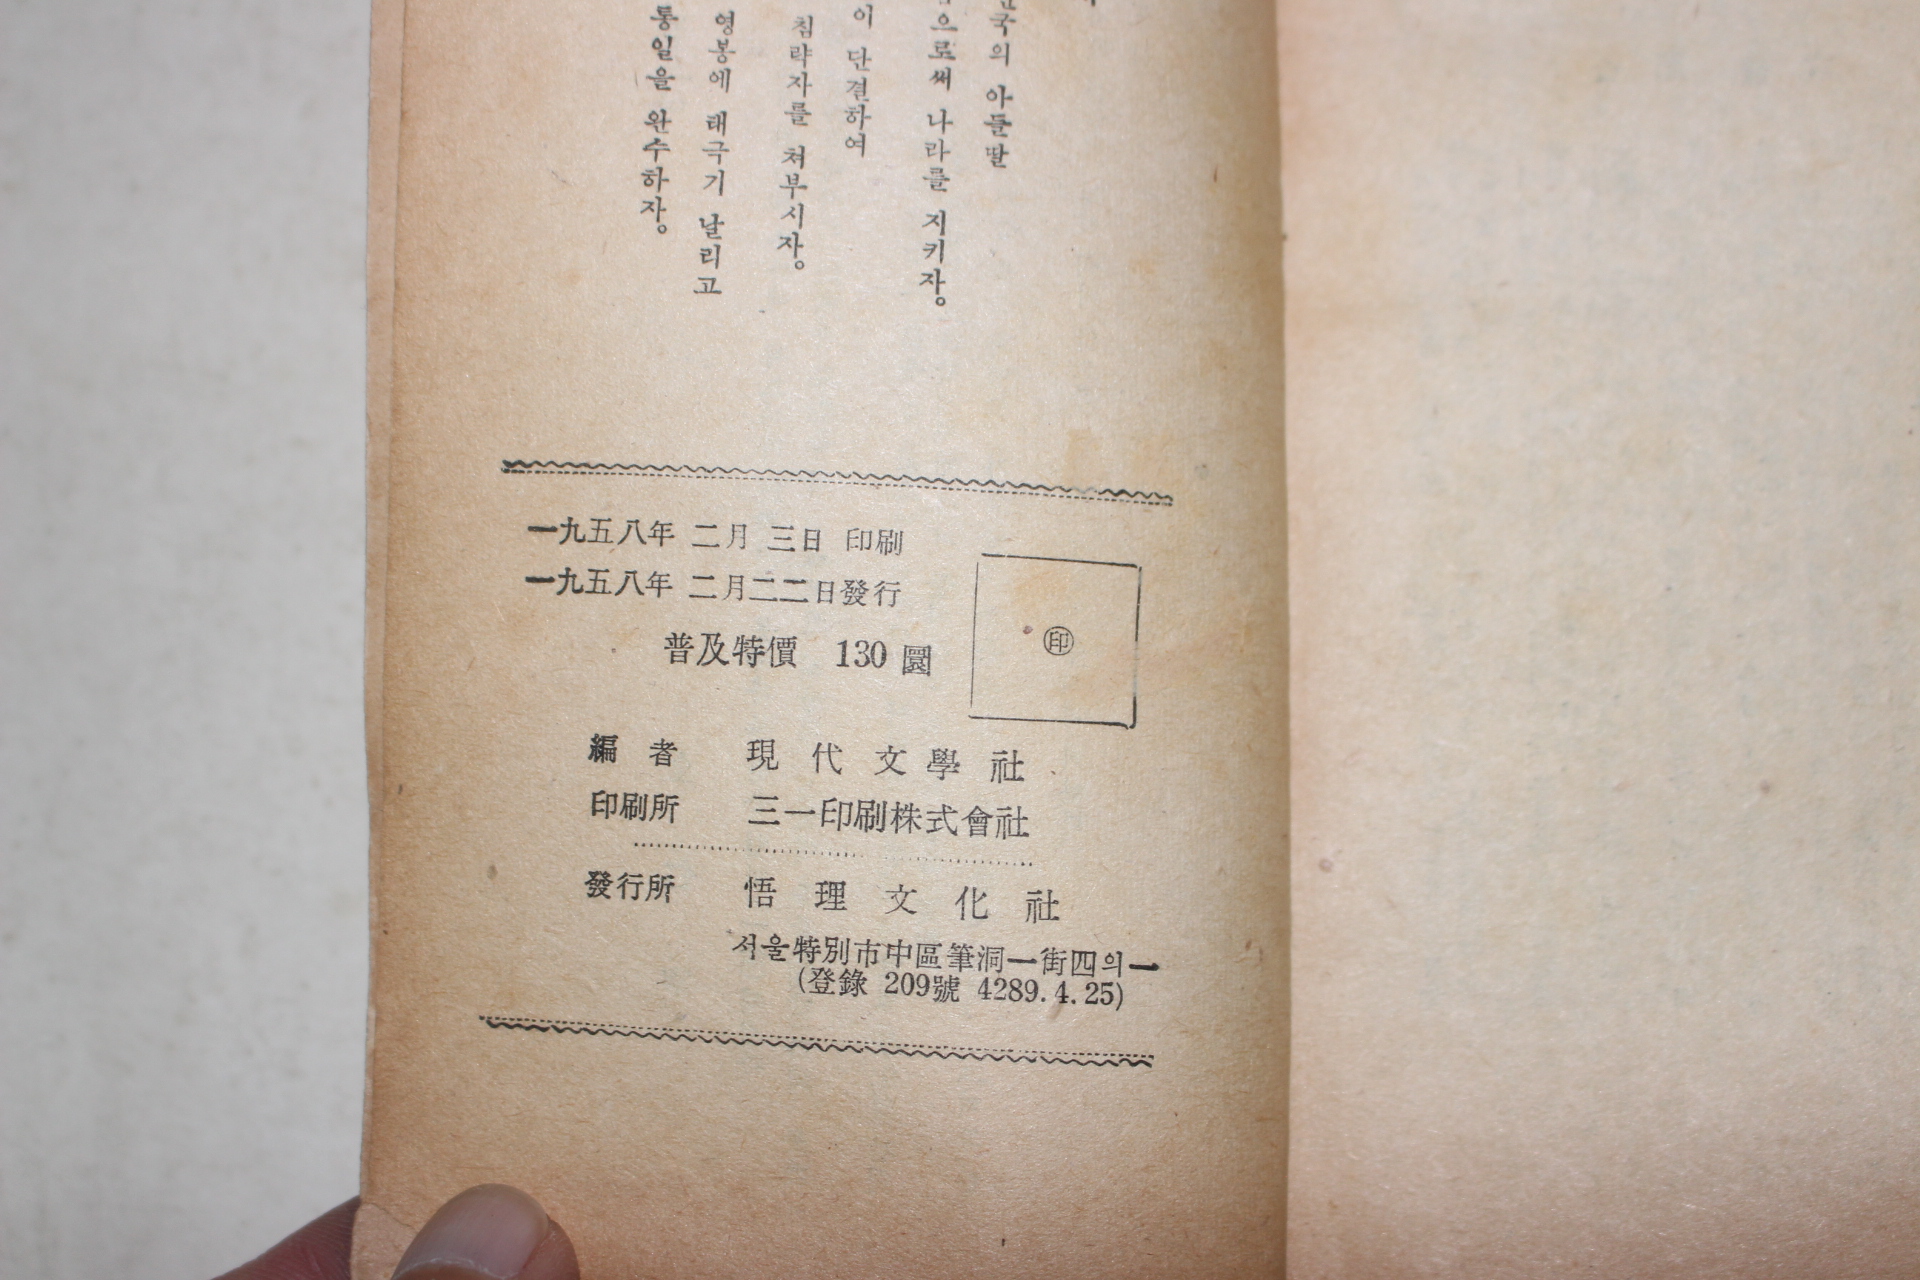 국의 아들딸
으로써 나라를 지키자。
이 단결하여
침략자를 쳐부시자。
영봉에 태극기 날리고
통일을 완수하자。
一九五八年 二月 三日 印刷
一九五八年 二月二二日發行
普及特價 130 圜
印
編者 現代文學社
印刷所 三一印刷株式會社
發行所 悟理文化社
서울特別市中區筆洞一街四의一
(登錄 209號 4289.4.25)